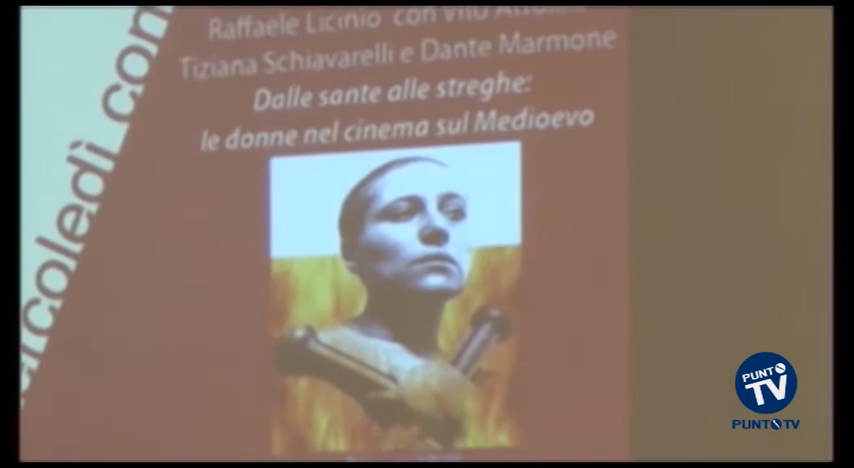 Raffaele Licinio con Vito
Tiziana Schiavarelli e Dante Marmone
Dalle sante alle streghe:
le donne nel cinema sul Medioevo
PUNTO
TV
PUNTO TV